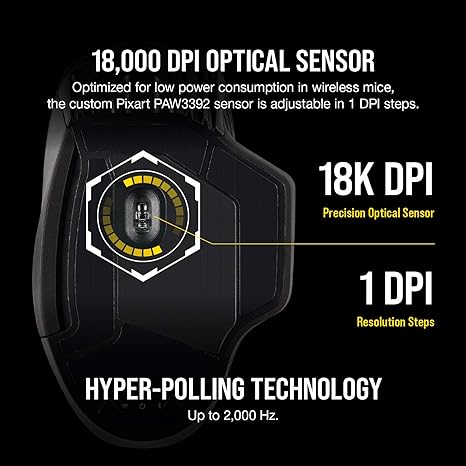 18,000 DPI OPTICAL SENSOR
Optimized for low power consumption in wireless mice,
the custom Pixart PAW3392 sensor is adjustable in 1 DPI steps.
18K DPI
Precision Optical Sensor
1 DPI
Resolution Steps
HYPER-POLLING TECHNOLOGY
Up to 2,000 Hz.